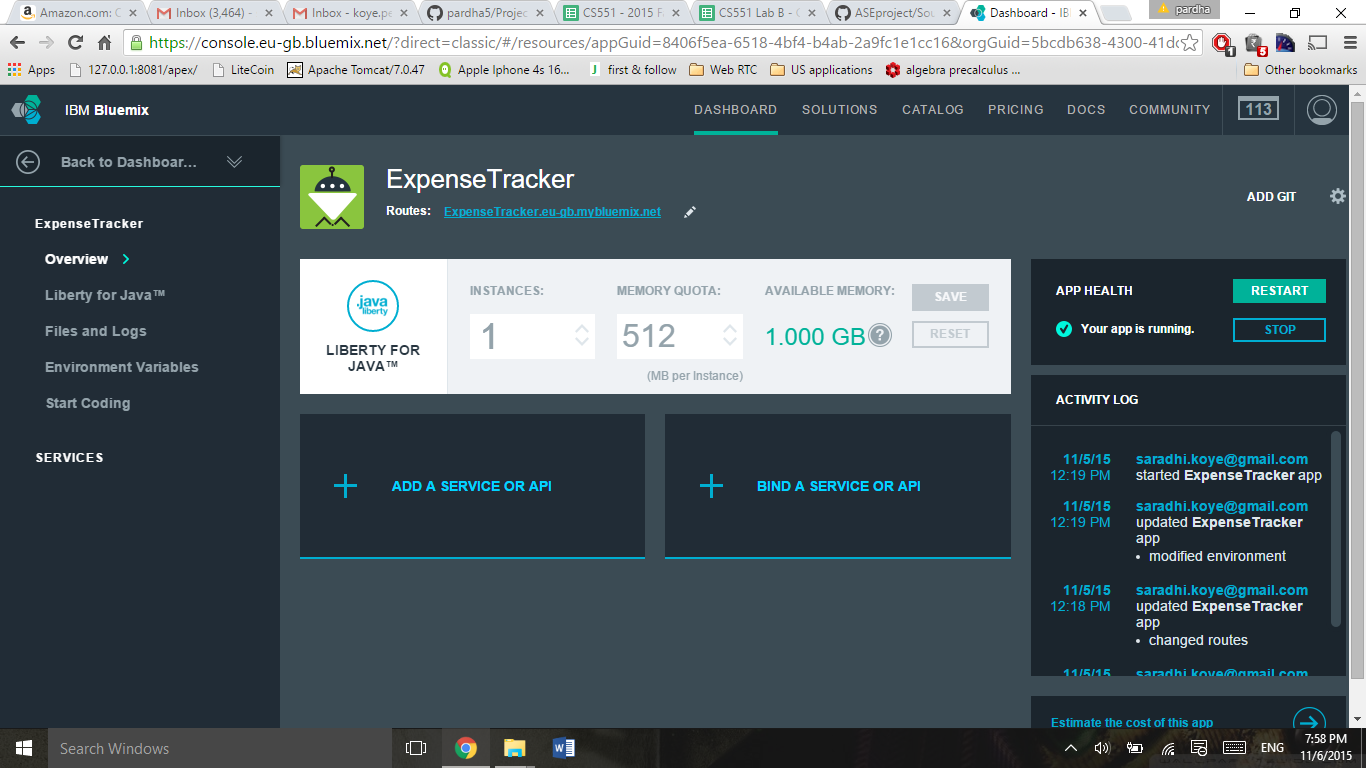 Amazon.com: C
Inbox (3,464) -
Inbox - koye.pe
pardha5/Projec
CS551 - 2015 F
CS551 Lab B - 
ASEproject/Sou
Dashboard - IB
pardha
https://console.eu-gb.bluemix.net/?direct=classic/#/resources/appGuid=8406f5ea-6518-4bf4-b4ab-2a9fc1e1cc16&orgGuid=5bcdb638-4300-41d
Apps
127.0.0.1:8081/apex/
LiteCoin
Apache Tomcat/7.0.47
Apple Iphone 4s 16...
first & follow
Web RTC
US applications
algebra precalculus ...
Other bookmarks
IBM Bluemix
DASHBOARD
SOLUTIONS
CATALOG
PRICING
DOCS
COMMUNITY
113
Back to Dashboar...
ExpenseTracker
Overview
Liberty for Java™
Files and Logs
Environment Variables
Start Coding
SERVICES
ExpenseTracker
Routes: ExpenseTracker.eu-gb.mybluemix.net
ADD GIT
java
liberty
LIBERTY FOR
JAVA™
INSTANCES:
1
MEMORY QUOTA:
512
(MB per Instance)
AVAILABLE MEMORY:
1.000 GB ?
SAVE
RESET
ADD A SERVICE OR API
BIND A SERVICE OR API
APP HEALTH
RESTART
Your app is running.
STOP
ACTIVITY LOG
11/5/15 saradhi.koye@gmail.com
12:19 PM started ExpenseTracker app
11/5/15 saradhi.koye@gmail.com
12:19 PM updated ExpenseTracker
app
• modified environment
11/5/15 saradhi.koye@gmail.com
12:18 PM updated ExpenseTracker
app
• changed routes
11/5/15 saradhi.koye@gmail.com
Estimate the cost of this app
Search Windows
ENG
7:58 PM
11/6/2015